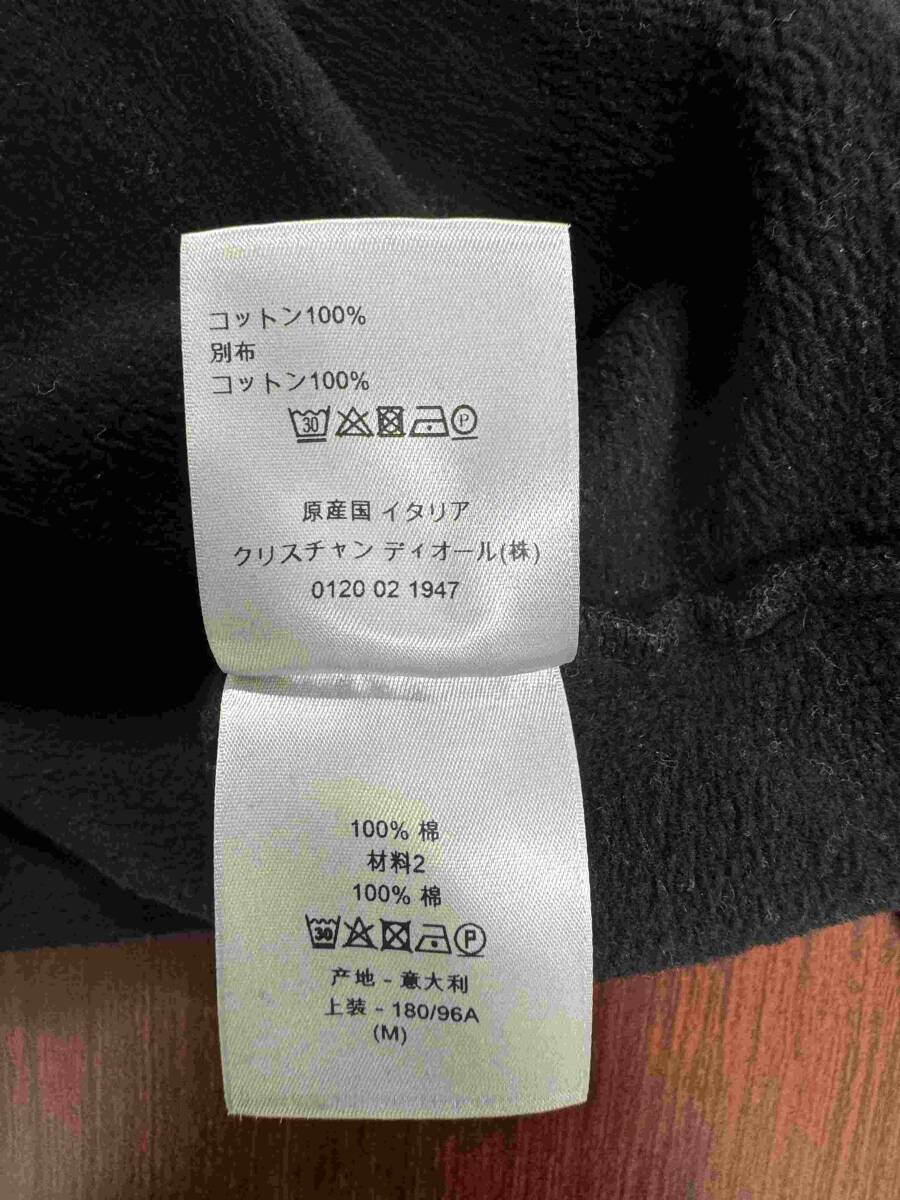 コットン100%
別布
コットン100%
30 P
原産国 イタリア
クリスチャン ディオール(株)
0120 02 1947
100% 棉
材料2
100% 棉
30 P
产地 - 意大利
上装 - 180/96A
(M)